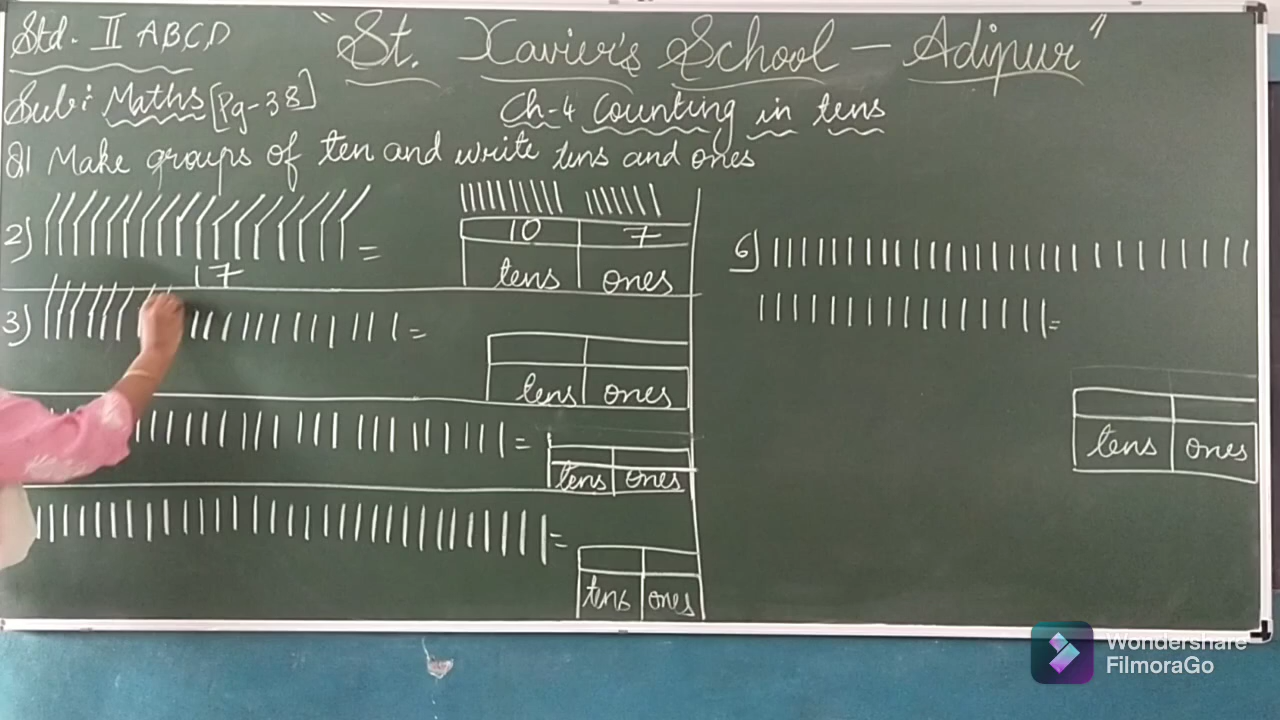 Std. II ABCD
"St. Xavier's School - Adipur"
Sub: Maths [Pg-38]
Ch-4 Counting in tens
Q1 Make groups of ten and write tens and ones
2) =
17
10 7
tens ones
3) =
tens ones
=
tens ones
=
tens ones
6)
=
tens ones
Wondershare
FilmoraGo